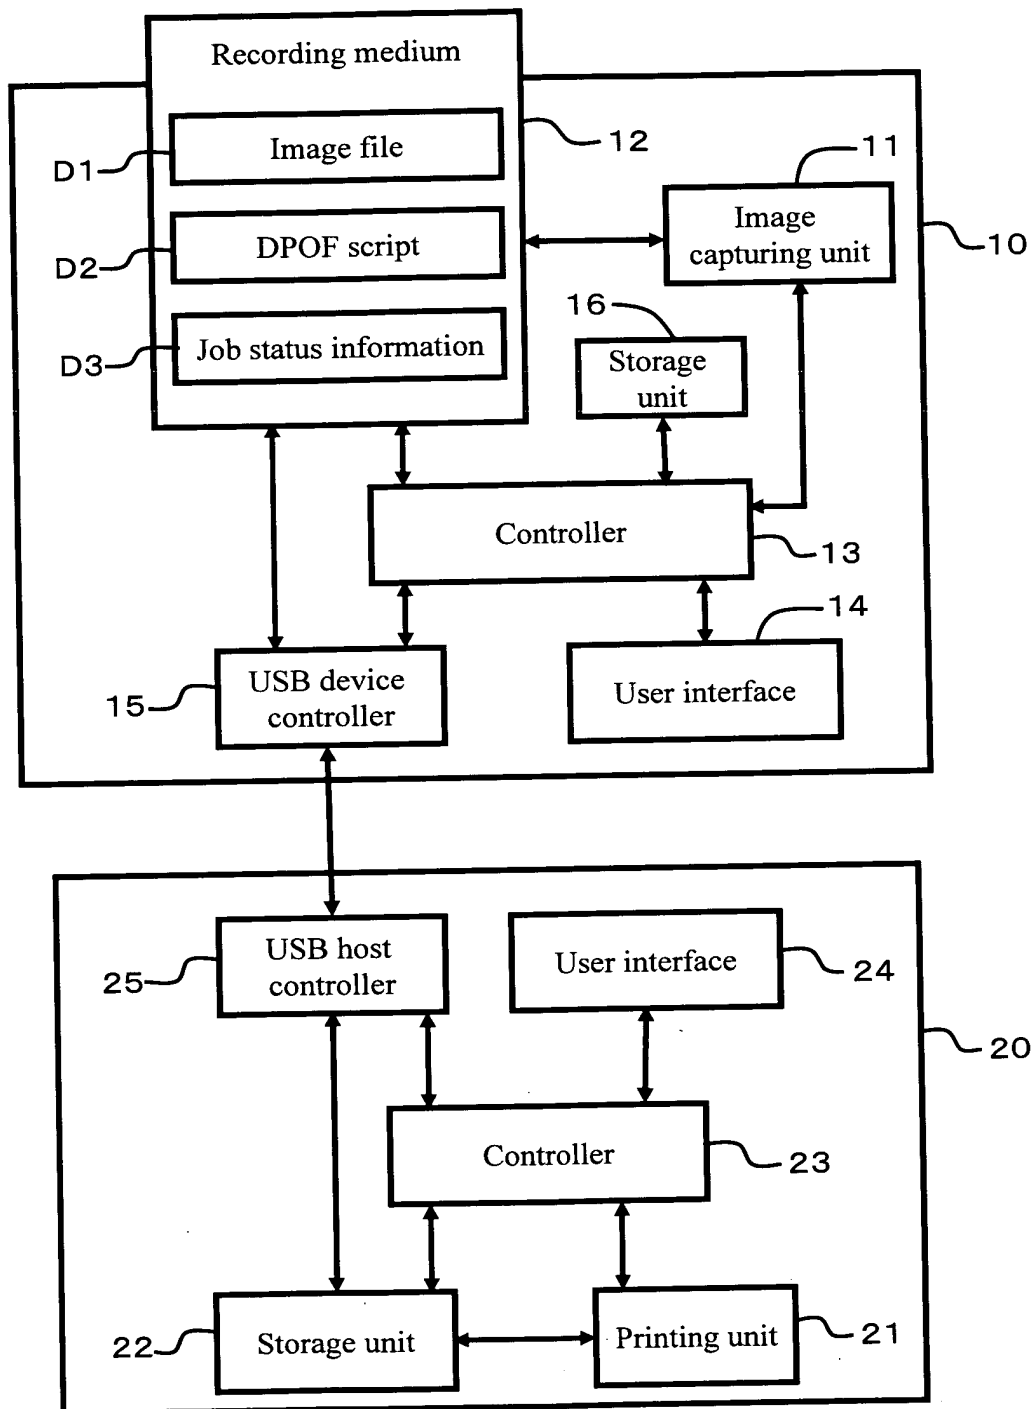 Recording medium
Image file
12
11
D1
Image
capturing unit
DPOF script
10
D2
16
Job status information
D3
Storage
unit
Controller
13
14
USB device
controller
15
User interface
USB host
controller
25
User interface
24
20
Controller
23
Storage unit
22
Printing unit
21